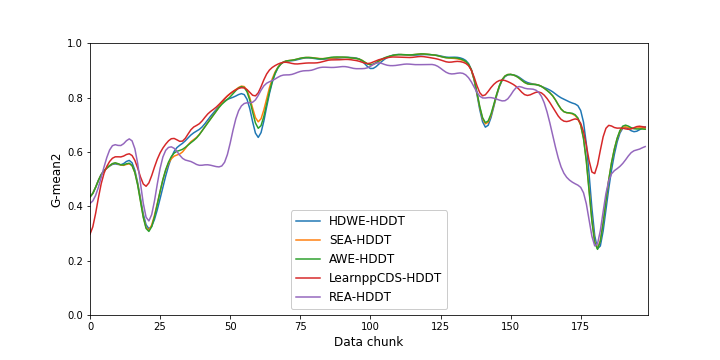 1.0
0.8
0.6
0.4
0.2
0.0
G-mean2
HDWE-HDDT
SEA-HDDT
AWE-HDDT
LearnppCDS-HDDT
REA-HDDT
0 25 50 75 100 125 150 175
Data chunk